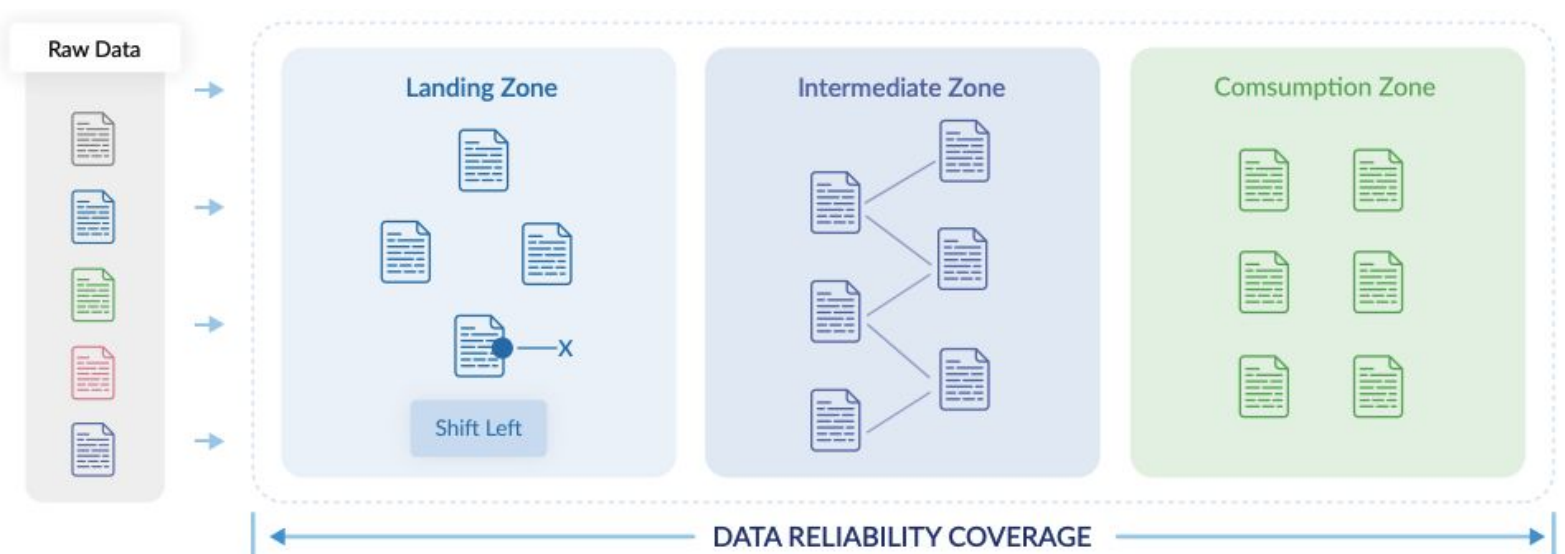 Raw Data
Landing Zone
Intermediate Zone
Comsumption Zone
X
Shift Left
DATA RELIABILITY COVERAGE